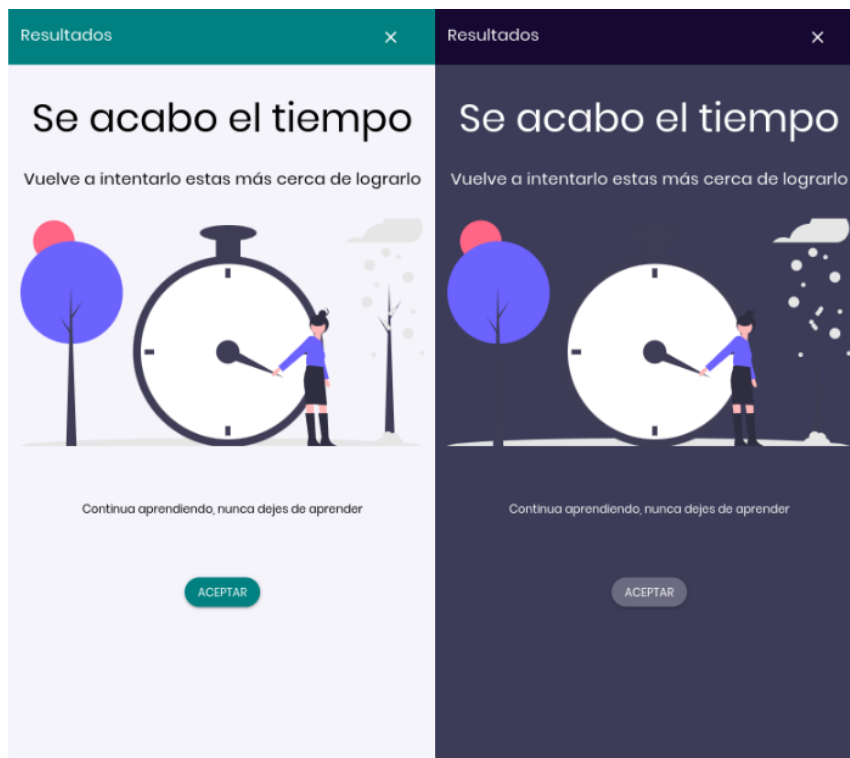 Resultados
Se acabo el tiempo
Vuelve a intentarlo estas más cerca de lograrlo
Continua aprendiendo, nunca dejes de aprender
ACEPTAR
Resultados
Se acabo el tiempo
Vuelve a intentarlo estas más cerca de lograrlo
Continua aprendiendo, nunca dejes de aprender
ACEPTAR